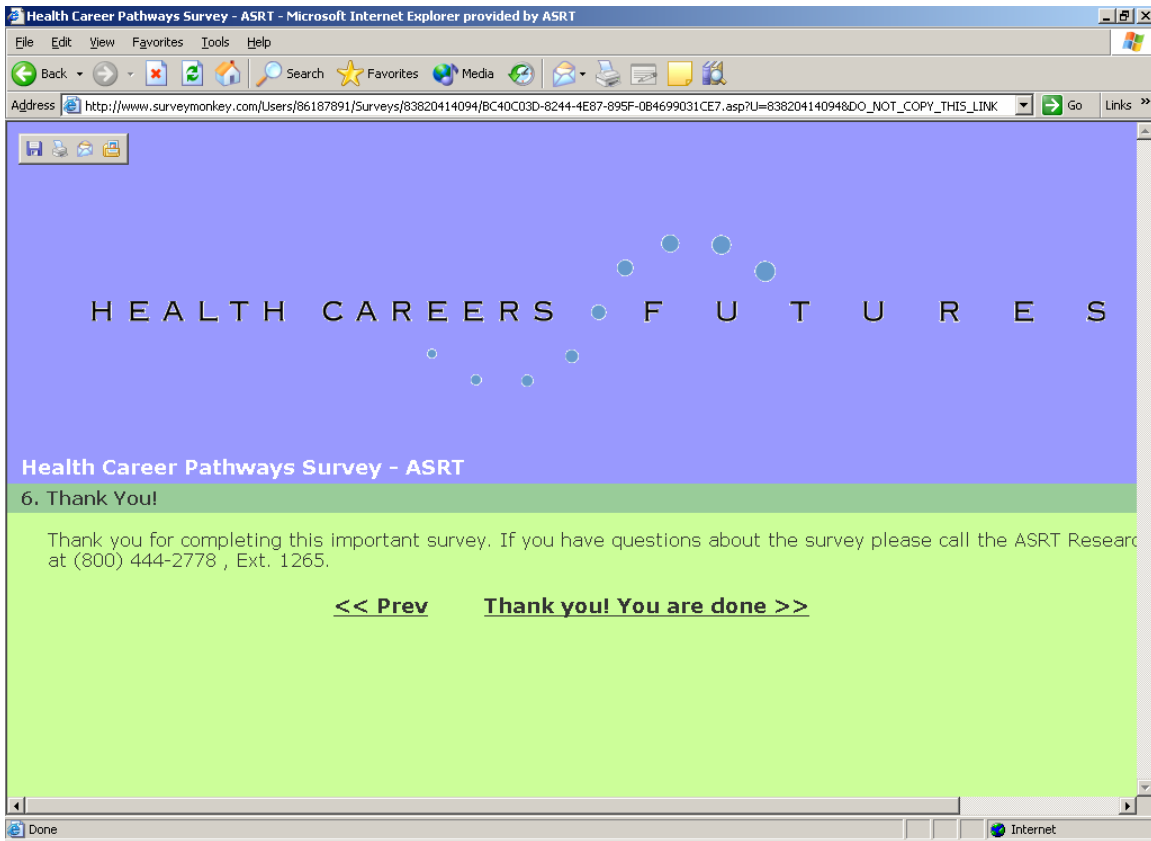 Health Career Pathways Survey - ASRT - Microsoft Internet Explorer provided by ASRT
File Edit View Favorites Tools Help
Back Search Favorites Media
Address http://www.surveymonkey.com/Users/86187891/Surveys/83820414094/BC40C03D-8244-4E87-895F-0B4699031CE7.asp?U=83820414094&DO_NOT_COPY_THIS_LINK Go Links »
HEALTH CAREERS FUTURES
Health Career Pathways Survey - ASRT
6. Thank You!
Thank you for completing this important survey. If you have questions about the survey please call the ASRT Researc
at (800) 444-2778 , Ext. 1265.
<< Prev Thank you! You are done >>
Done Internet